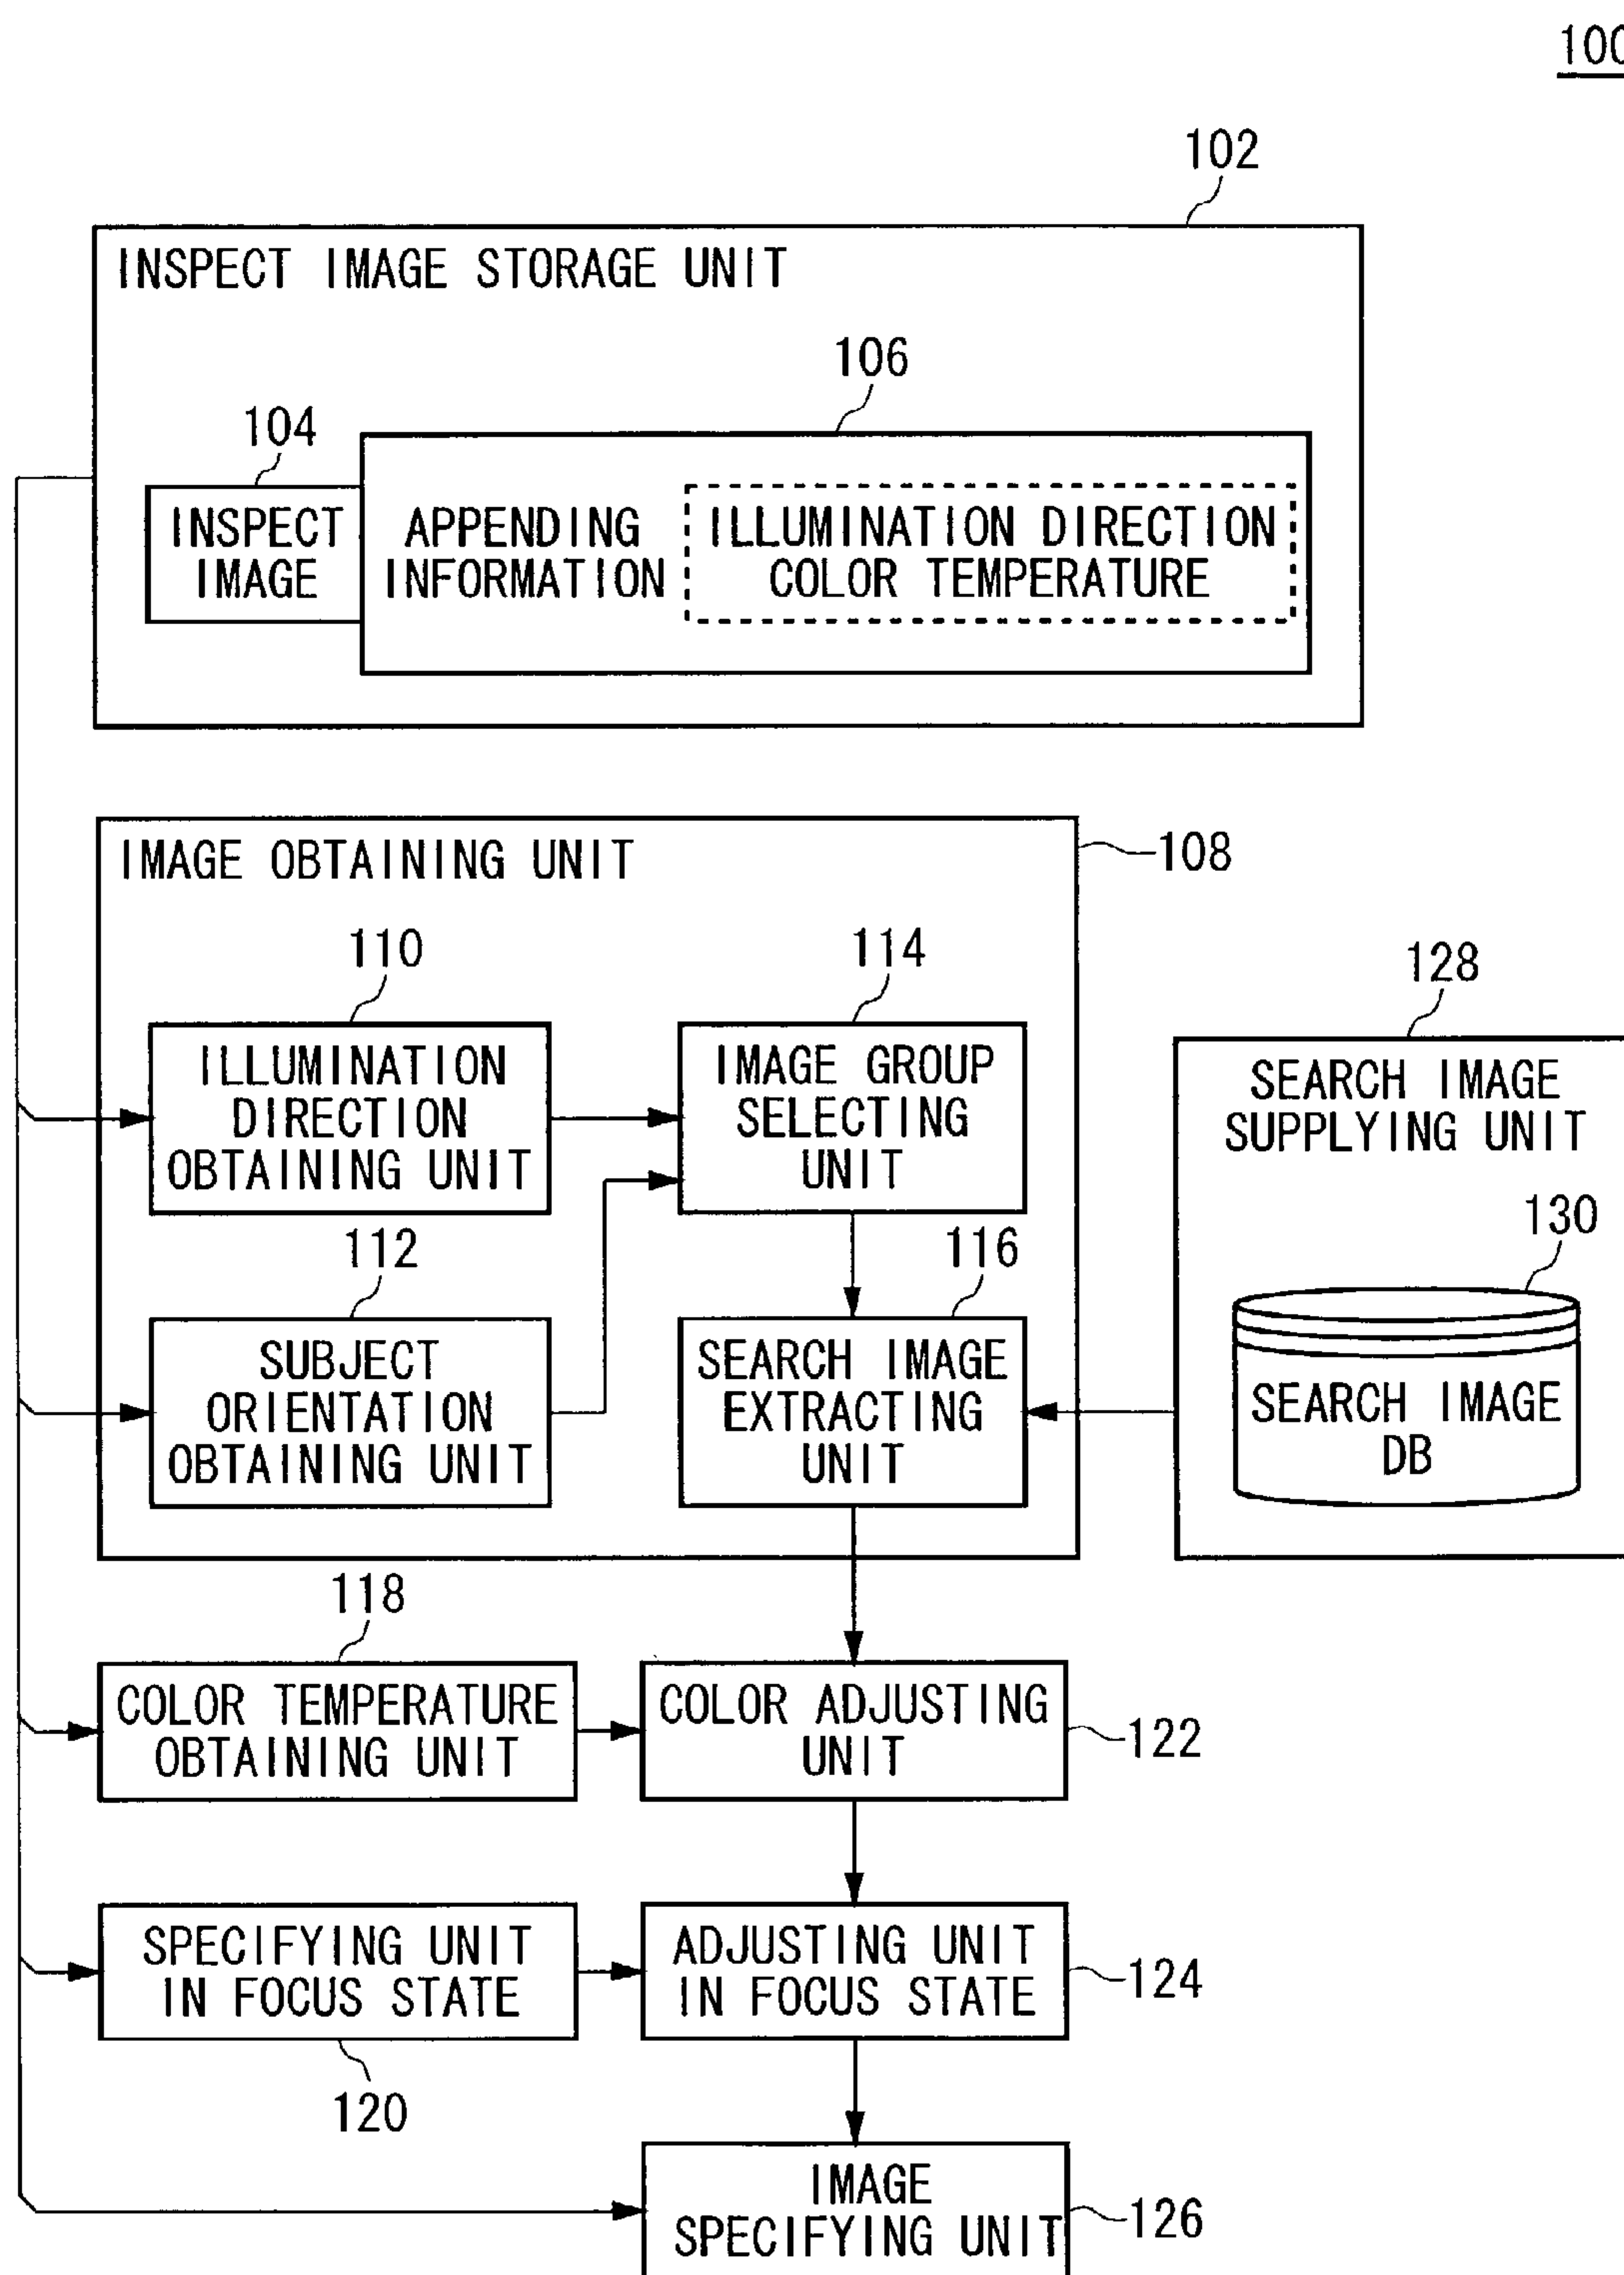 100
102
INSPECT IMAGE STORAGE UNIT
106
104
INSPECT
IMAGE
APPENDING
INFORMATION
ILLUMINATION DIRECTION
COLOR TEMPERATURE
IMAGE OBTAINING UNIT
108
110
ILLUMINATION
DIRECTION
OBTAINING UNIT
114
IMAGE GROUP
SELECTING
UNIT
128
SEARCH IMAGE
SUPPLYING UNIT
112
SUBJECT
ORIENTATION
OBTAINING UNIT
116
SEARCH IMAGE
EXTRACTING
UNIT
130
SEARCH IMAGE
DB
118
COLOR TEMPERATURE
OBTAINING UNIT
COLOR ADJUSTING
UNIT
122
SPECIFYING UNIT
IN FOCUS STATE
120
ADJUSTING UNIT
IN FOCUS STATE
124
IMAGE
SPECIFYING UNIT
126